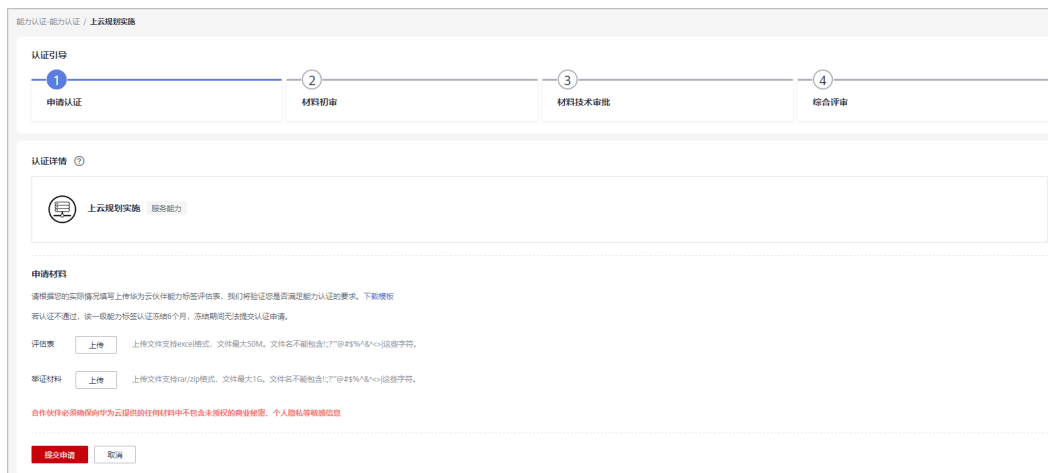 能力认证-能力认证 / 上云规划实施
认证引导
1
2
3
4
申请认证
材料初审
材料技术审批
综合评审
认证详情 ?
上云规划实施 服务能力
申请材料
请根据您的实际情况填写上传华为云伙伴能力标签评估表，我们将验证您是否满足能力认证的要求。下载模板
若认证不通过，该一级能力标签认证冻结6个月，冻结期间无法提交认证申请。
评估表 上传 上传文件支持excel格式，文件最大50M。文件名不能包含!:;?'"@#$%^&*<>|这些字符。
举证材料 上传 上传文件支持rar/zip格式，文件最大1G。文件名不能包含!:;?'"@#$%^&*<>|这些字符。
合作伙伴必须确保向华为云提供的任何材料中不包含未授权的商业秘密、个人隐私等敏感信息
提交申请 取消